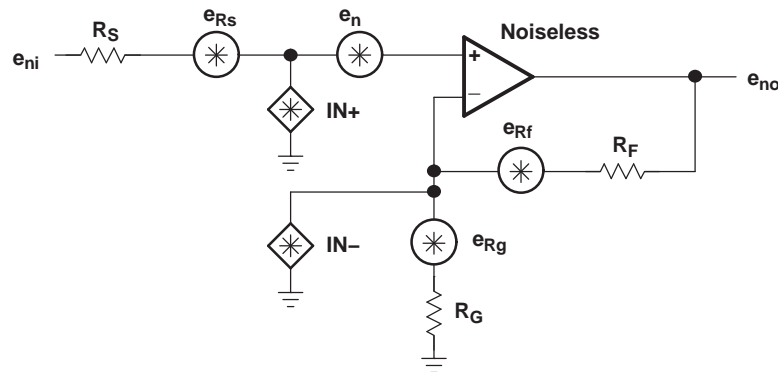 eRs
en
Noiseless
eni
RS
+
eno
IN+
−
eRf
RF
IN−
eRg
RG